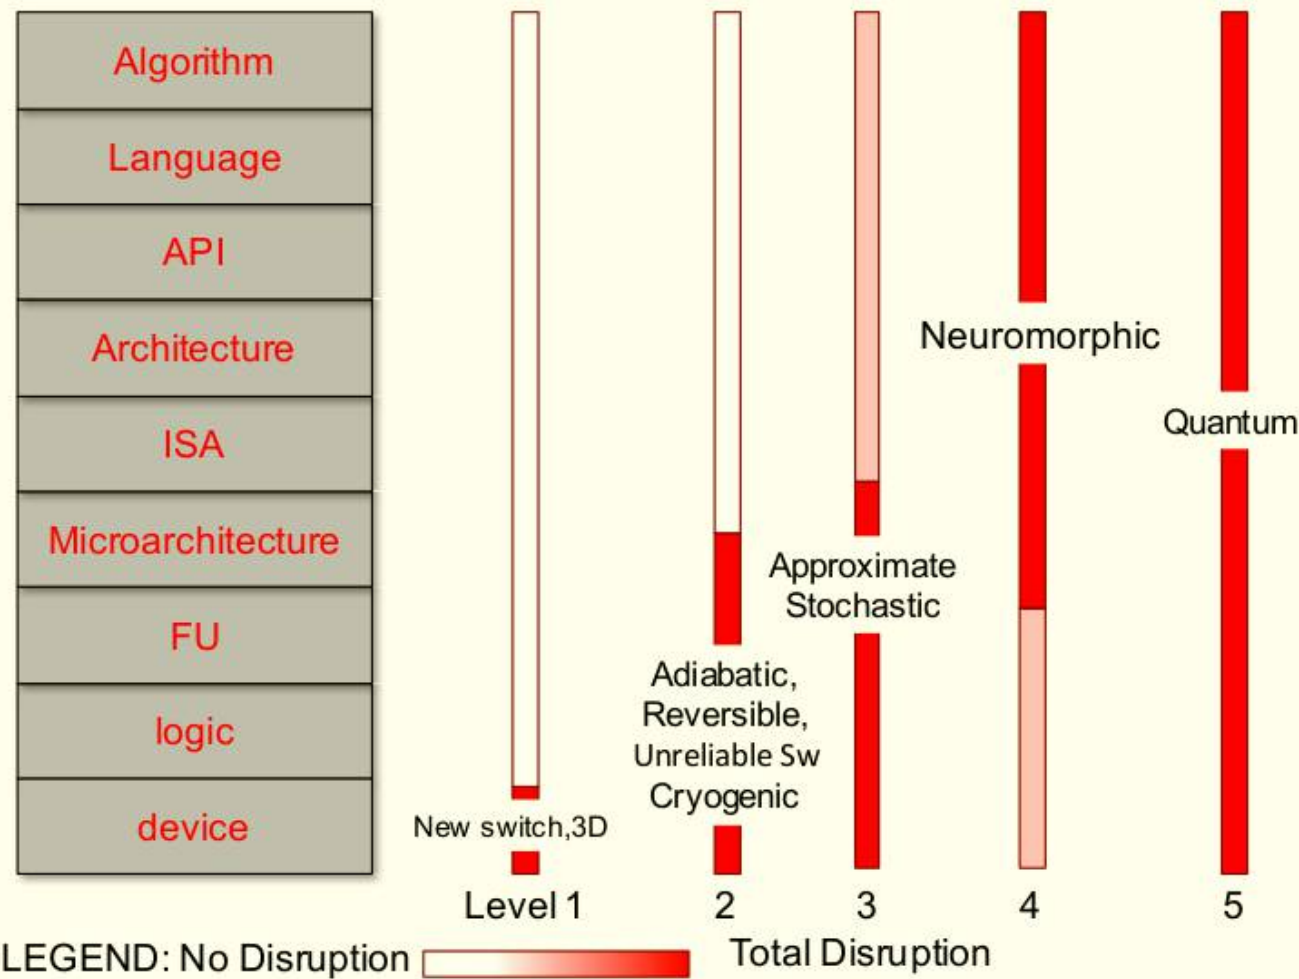 Algorithm
Language
API
Architecture
ISA
Microarchitecture
FU
logic
device
New switch,3D
Adiabatic,
Reversible,
Unreliable Sw
Cryogenic
Approximate
Stochastic
Neuromorphic
Quantum
Level 1 2 3 4 5
LEGEND: No Disruption Total Disruption